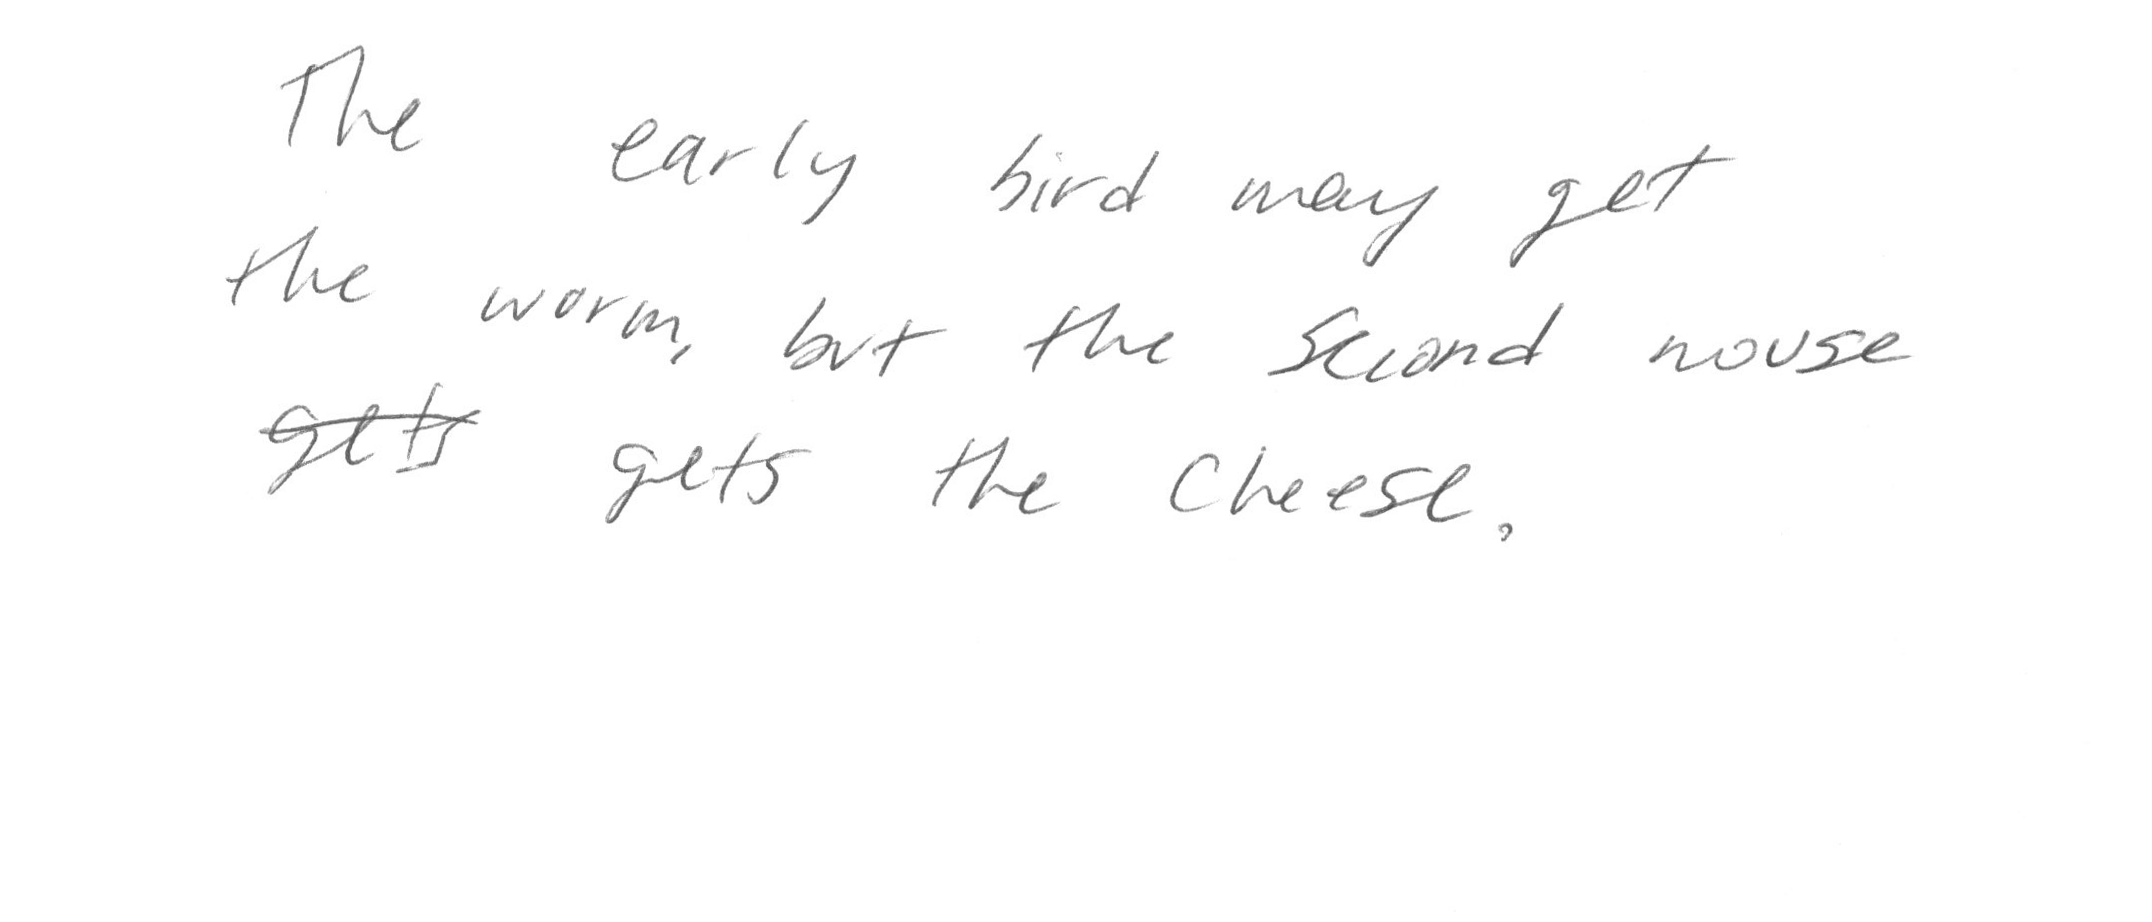 The early bird may get
the worm, but the second mouse
gets gets the cheese.